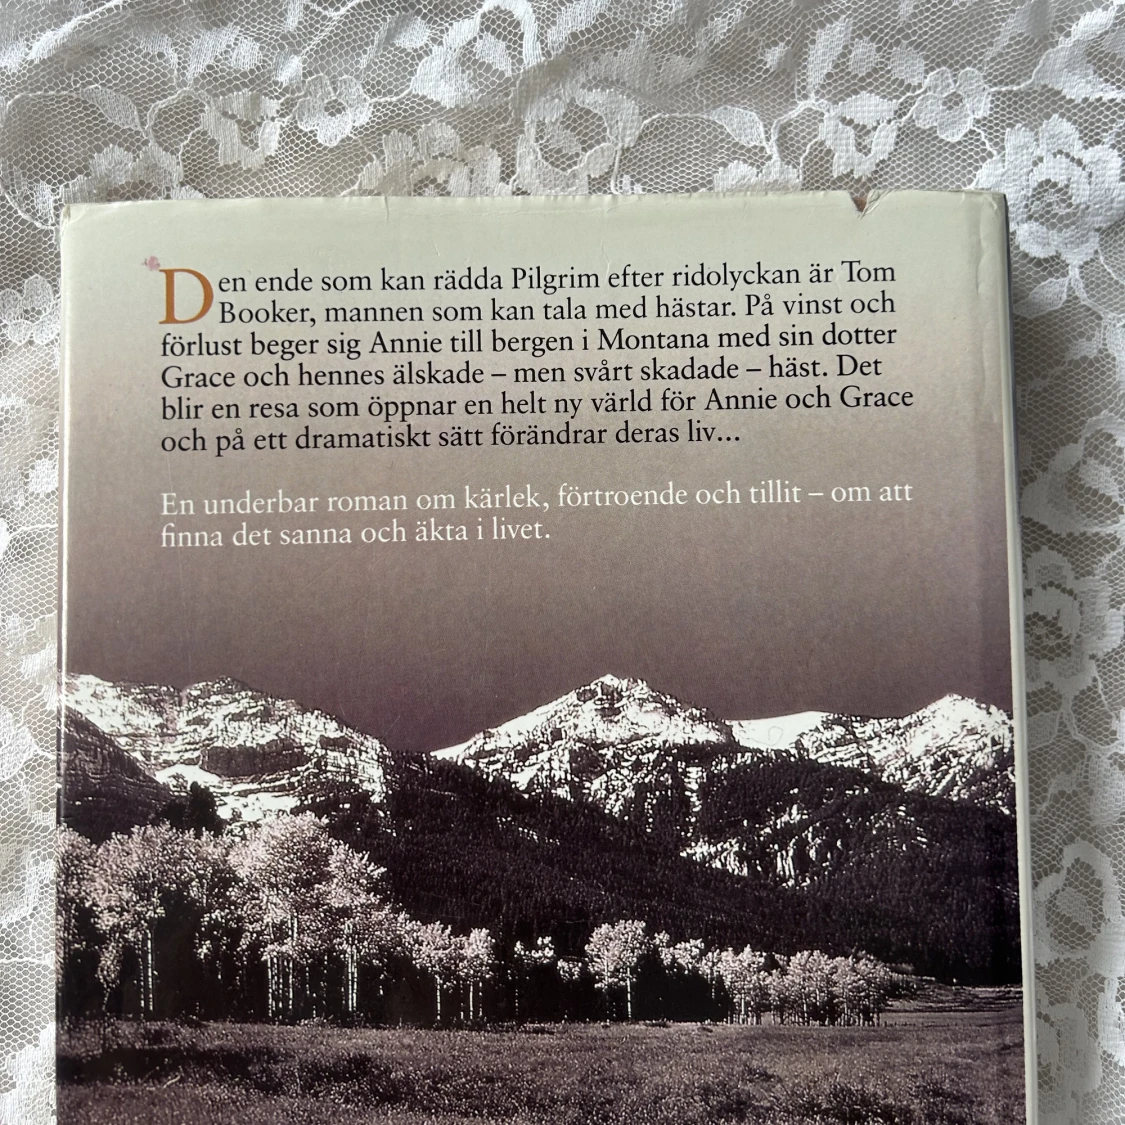 Den ende som kan rädda Pilgrim efter ridolyckan är Tom
Booker, mannen som kan tala med hästar. På vinst och
förlust beger sig Annie till bergen i Montana med sin dotter
Grace och hennes älskade – men svårt skadade – häst. Det
blir en resa som öppnar en helt ny värld för Annie och Grace
och på ett dramatiskt sätt förändrar deras liv...
En underbar roman om kärlek, förtroende och tillit – om att
finna det sanna och äkta i livet.